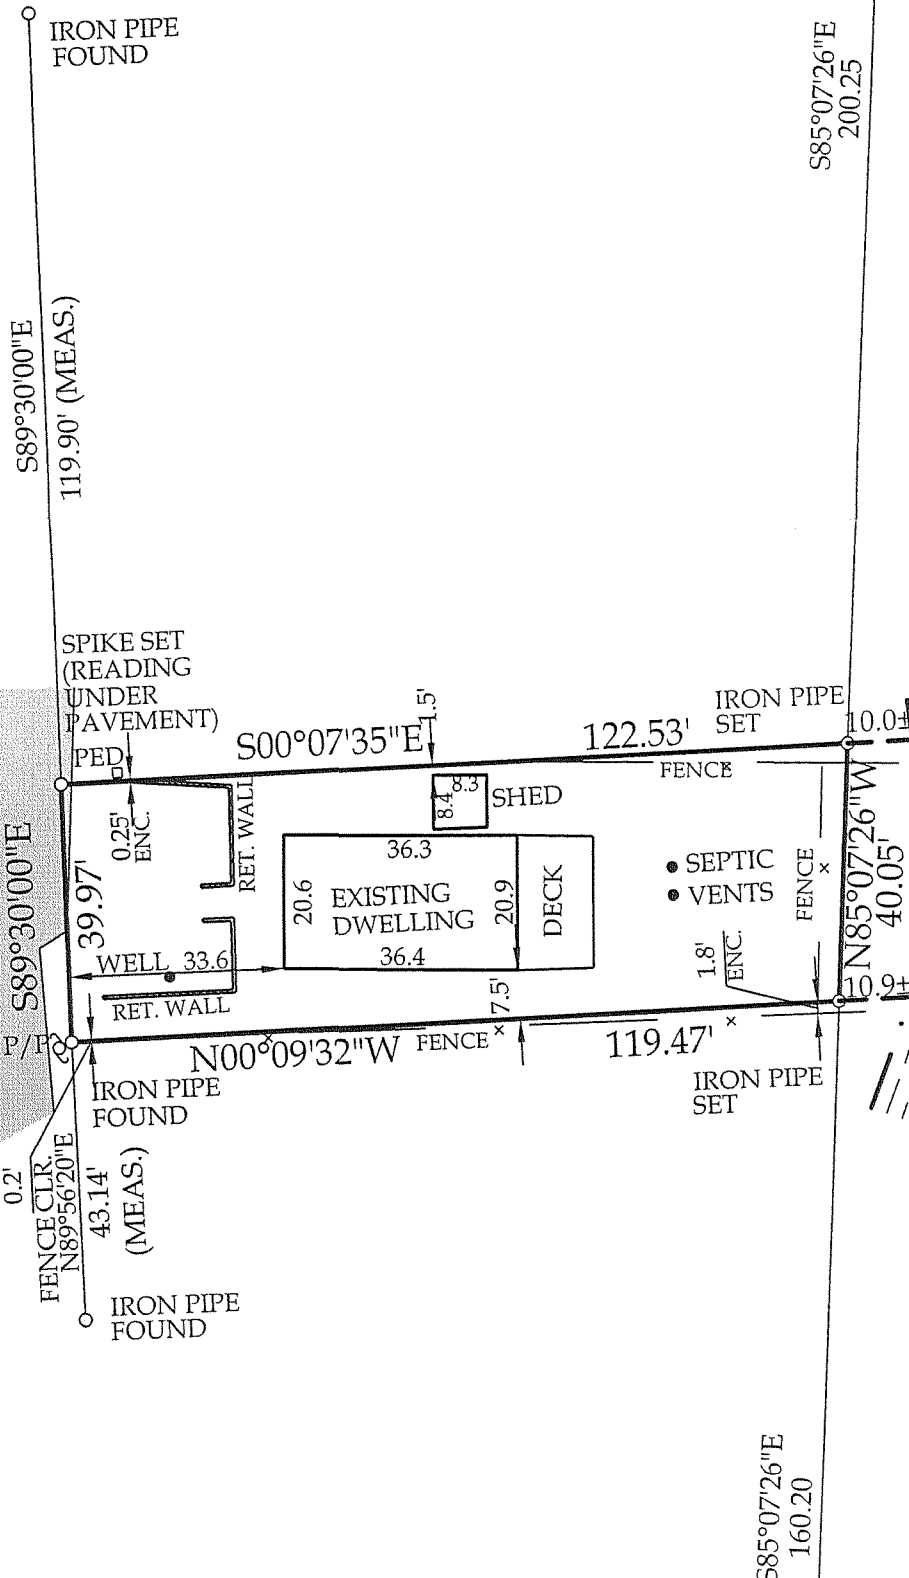 IRON PIPE
FOUND
S85°07'26"E
200.25
S89°30'00"E
119.90' (MEAS.)
SPIKE SET
(READING
UNDER
PAVEMENT)
PED
S00°07'35"E
1.5'
122.53'
IRON PIPE
SET
10.0±
FENCE
0.25'
ENC.
RET. WALL
8.3
8.4
SHED
S89°30'00"E
39.97'
36.3
20.6
EXISTING
DWELLING
20.9
36.4
DECK
SEPTIC
VENTS
FENCE
N85°07'26"W
40.05'
WELL
33.6
RET. WALL
1.8'
ENC.
10.9±
7.5'
P/P
N00°09'32"W
FENCE
119.47'
IRON PIPE
FOUND
IRON PIPE
SET
0.2'
FENCE CLR.
N89°56'20"E
43.14'
(MEAS.)
IRON PIPE
FOUND
S85°07'26"E
160.20